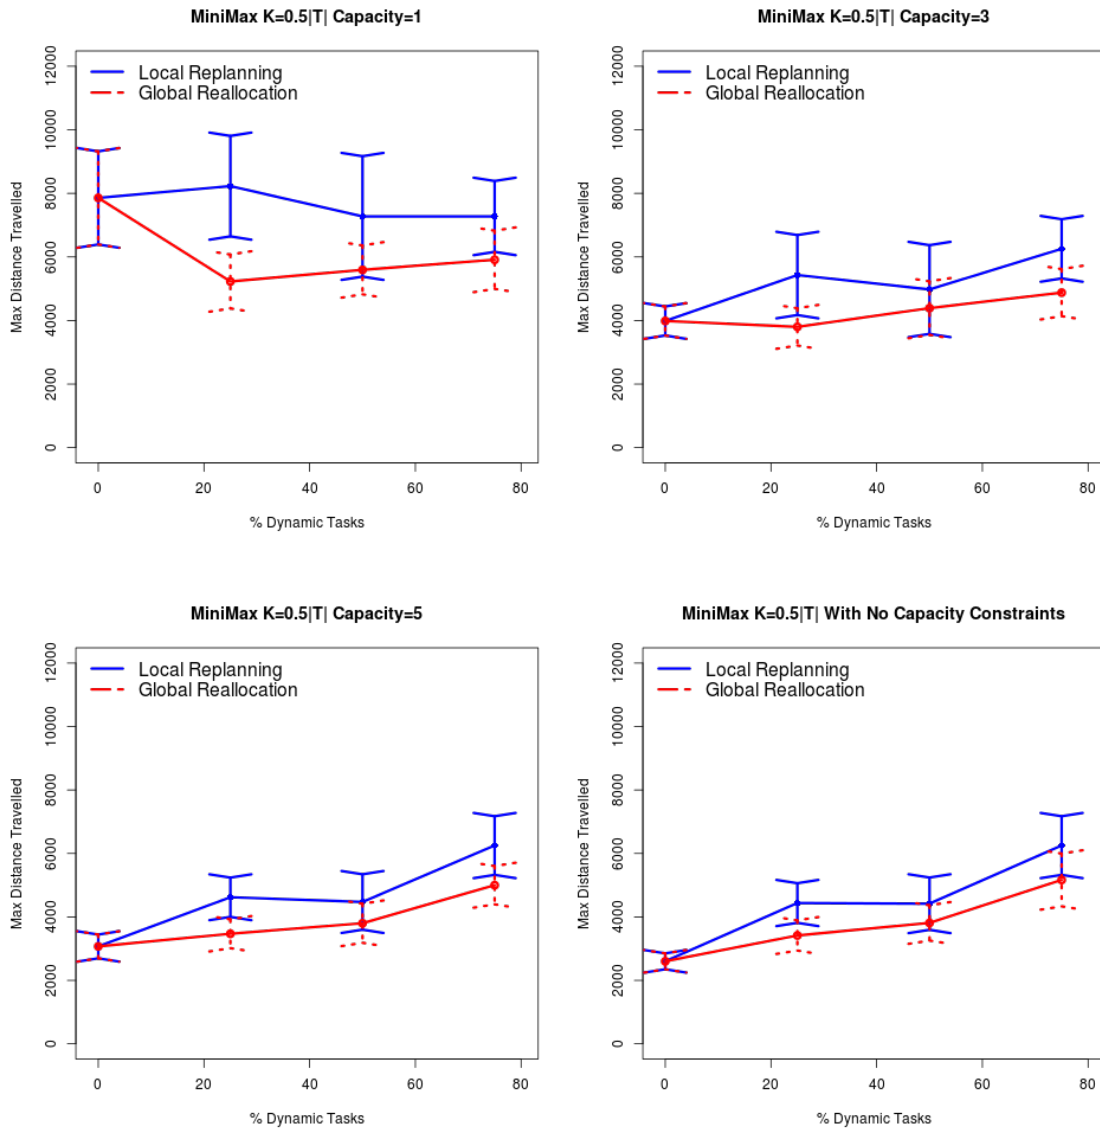 MiniMax K=0.5|T| Capacity=1
Local Replanning
Global Reallocation
Max Distance Travelled
0 2000 4000 6000 8000 10000 12000
0 20 40 60 80
% Dynamic Tasks
MiniMax K=0.5|T| Capacity=3
Local Replanning
Global Reallocation
Max Distance Travelled
0 2000 4000 6000 8000 10000 12000
0 20 40 60 80
% Dynamic Tasks
MiniMax K=0.5|T| Capacity=5
Local Replanning
Global Reallocation
Max Distance Travelled
0 2000 4000 6000 8000 10000 12000
0 20 40 60 80
% Dynamic Tasks
MiniMax K=0.5|T| With No Capacity Constraints
Local Replanning
Global Reallocation
Max Distance Travelled
0 2000 4000 6000 8000 10000 12000
0 20 40 60 80
% Dynamic Tasks